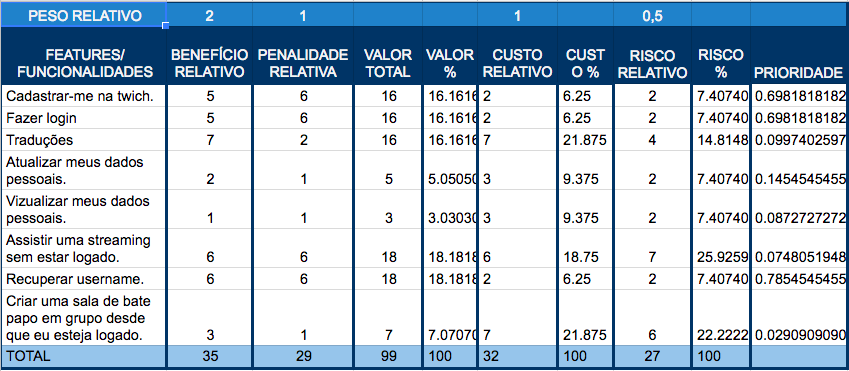 PESO RELATIVO 2 1 1 0,5
FEATURES/ FUNCIONALIDADES BENEFÍCIO RELATIVO PENALIDADE RELATIVA VALOR TOTAL VALOR % CUSTO RELATIVO CUST O % RISCO RELATIVO RISCO % PRIORIDADE
Cadastrar-me na twich. 5 6 16 16.1616 2 6.25 2 7.40740 0.6981818182
Fazer login 5 6 16 16.1616 2 6.25 2 7.40740 0.6981818182
Traduções 7 2 16 16.1616 7 21.875 4 14.8148 0.0997402597
Atualizar meus dados
pessoais. 2 1 5 5.05050 3 9.375 2 7.40740 0.1454545455
Vizualizar meus dados
pessoais. 1 1 3 3.03030 3 9.375 2 7.40740 0.0872727272
Assistir uma streaming
sem estar logado. 6 6 18 18.1818 6 18.75 7 25.9259 0.0748051948
Recuperar username. 6 6 18 18.1818 2 6.25 2 7.40740 0.7854545455
Criar uma sala de bate
papo em grupo desde
que eu esteja logado. 3 1 7 7.07070 7 21.875 6 22.2222 0.0290909090
TOTAL 35 29 99 100 32 100 27 100